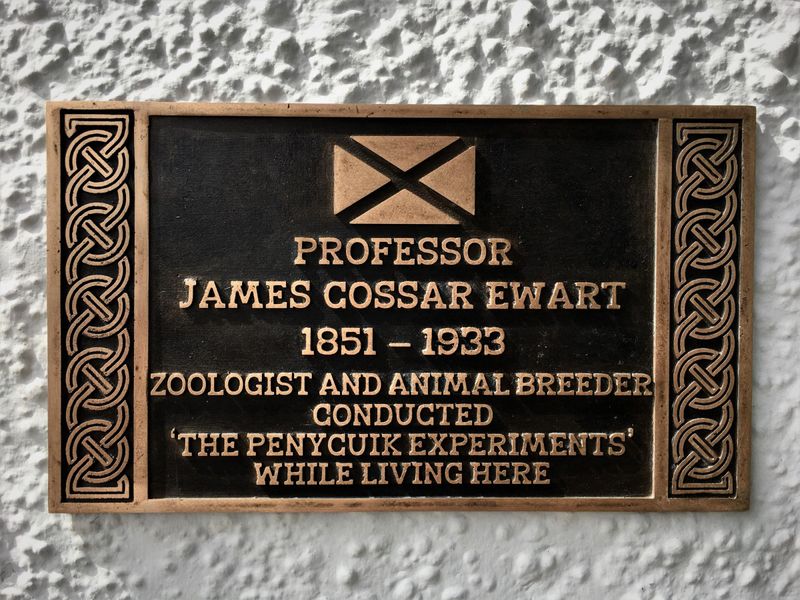 PROFESSOR
JAMES COSSAR EWART
1851 – 1933
ZOOLOGIST AND ANIMAL BREEDER
CONDUCTED
'THE PENYCUIK EXPERIMENTS'
WHILE LIVING HERE